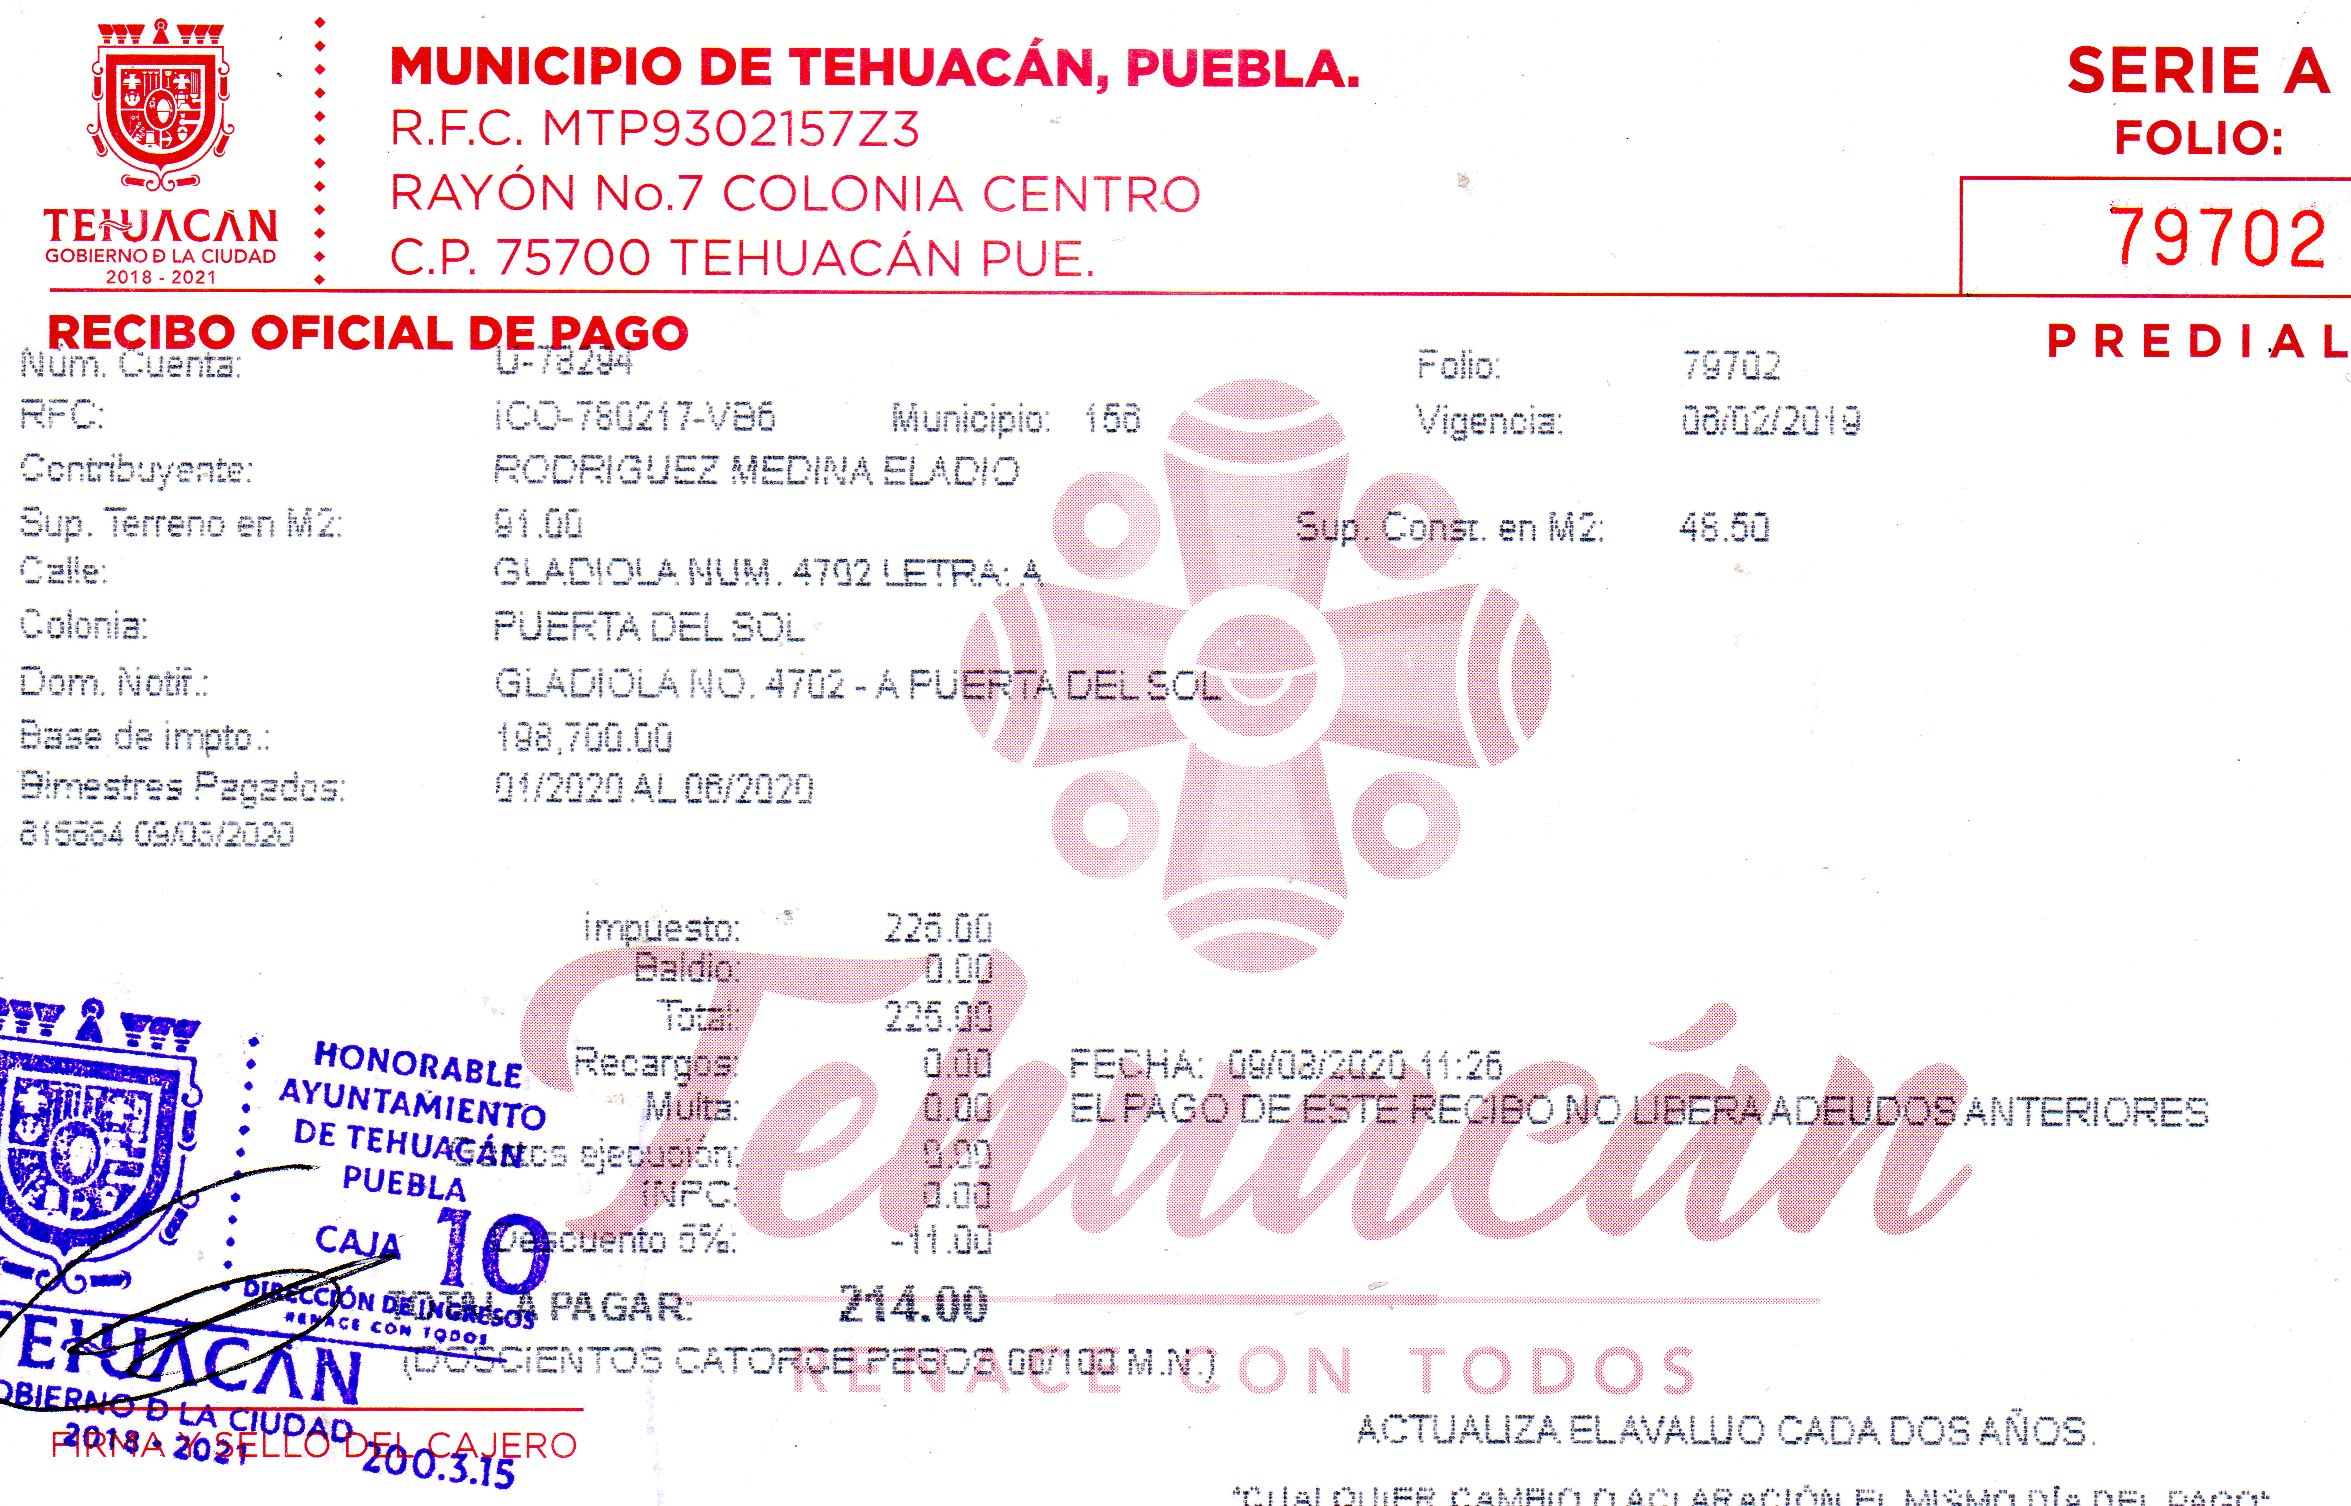 MUNICIPIO DE TEHUACÁN, PUEBLA.
R.F.C. MTP9302157Z3
RAYÓN No.7 COLONIA CENTRO
C.P. 75700 TEHUACÁN PUE.
TEHUACÁN
GOBIERNO D LA CIUDAD
2018 - 2021
SERIE A
FOLIO:
79702
RECIBO OFICIAL DE PAGO
PREDIAL
Núm. Cuenta: U-78294 Folio: 79702
RFC: Municipio: 156 Vigencia: 06/02/2019
Contribuyente: RODRIGUEZ MEDINA ELADIO
Sup. Terreno en M2: 91.00 Sup. Const. en M2: 48.50
Calle: GLADIOLA NUM. 4702 LETRA: A
Colonia: PUERTA DEL SOL
Dom. Notif.: GLADIOLA NO. 4702 - A PUERTA DEL SOL
Base de impto.: 198,700.00
Bimestres Pagados: 01/2020 AL 06/2020
09/03/2020
Impuesto: 225.00
Baldio: 0.00
Total: 225.00
Recargos: 0.00 FECHA: 09/03/2020 11:26
Multa: 0.00 EL PAGO DE ESTE RECIBO NO LIBERA ADEUDOS ANTERIORES
Gastos ejecución: 0.00
INPC: 0.00
Descuento 5%: -11.00
TOTAL A PAGAR: 214.00
(DOSCIENTOS CATORCE PESOS 00/100 M.N.)
Tehuacán
RENACE CON TODOS
HONORABLE
AYUNTAMIENTO
DE TEHUACÁN
PUEBLA
CAJA 10
DIRECCIÓN DE INGRESOS
RENACE CON TODOS
TEHUACÁN
GOBIERNO D LA CIUDAD
2018 - 2021 200.3.15
FIRMA Y SELLO DEL CAJERO
ACTUALIZA EL AVALUO CADA DOS AÑOS.
"CUALQUIER CAMBIO O ACLARACIÓN EL MISMO DÍA DEL PAGO"